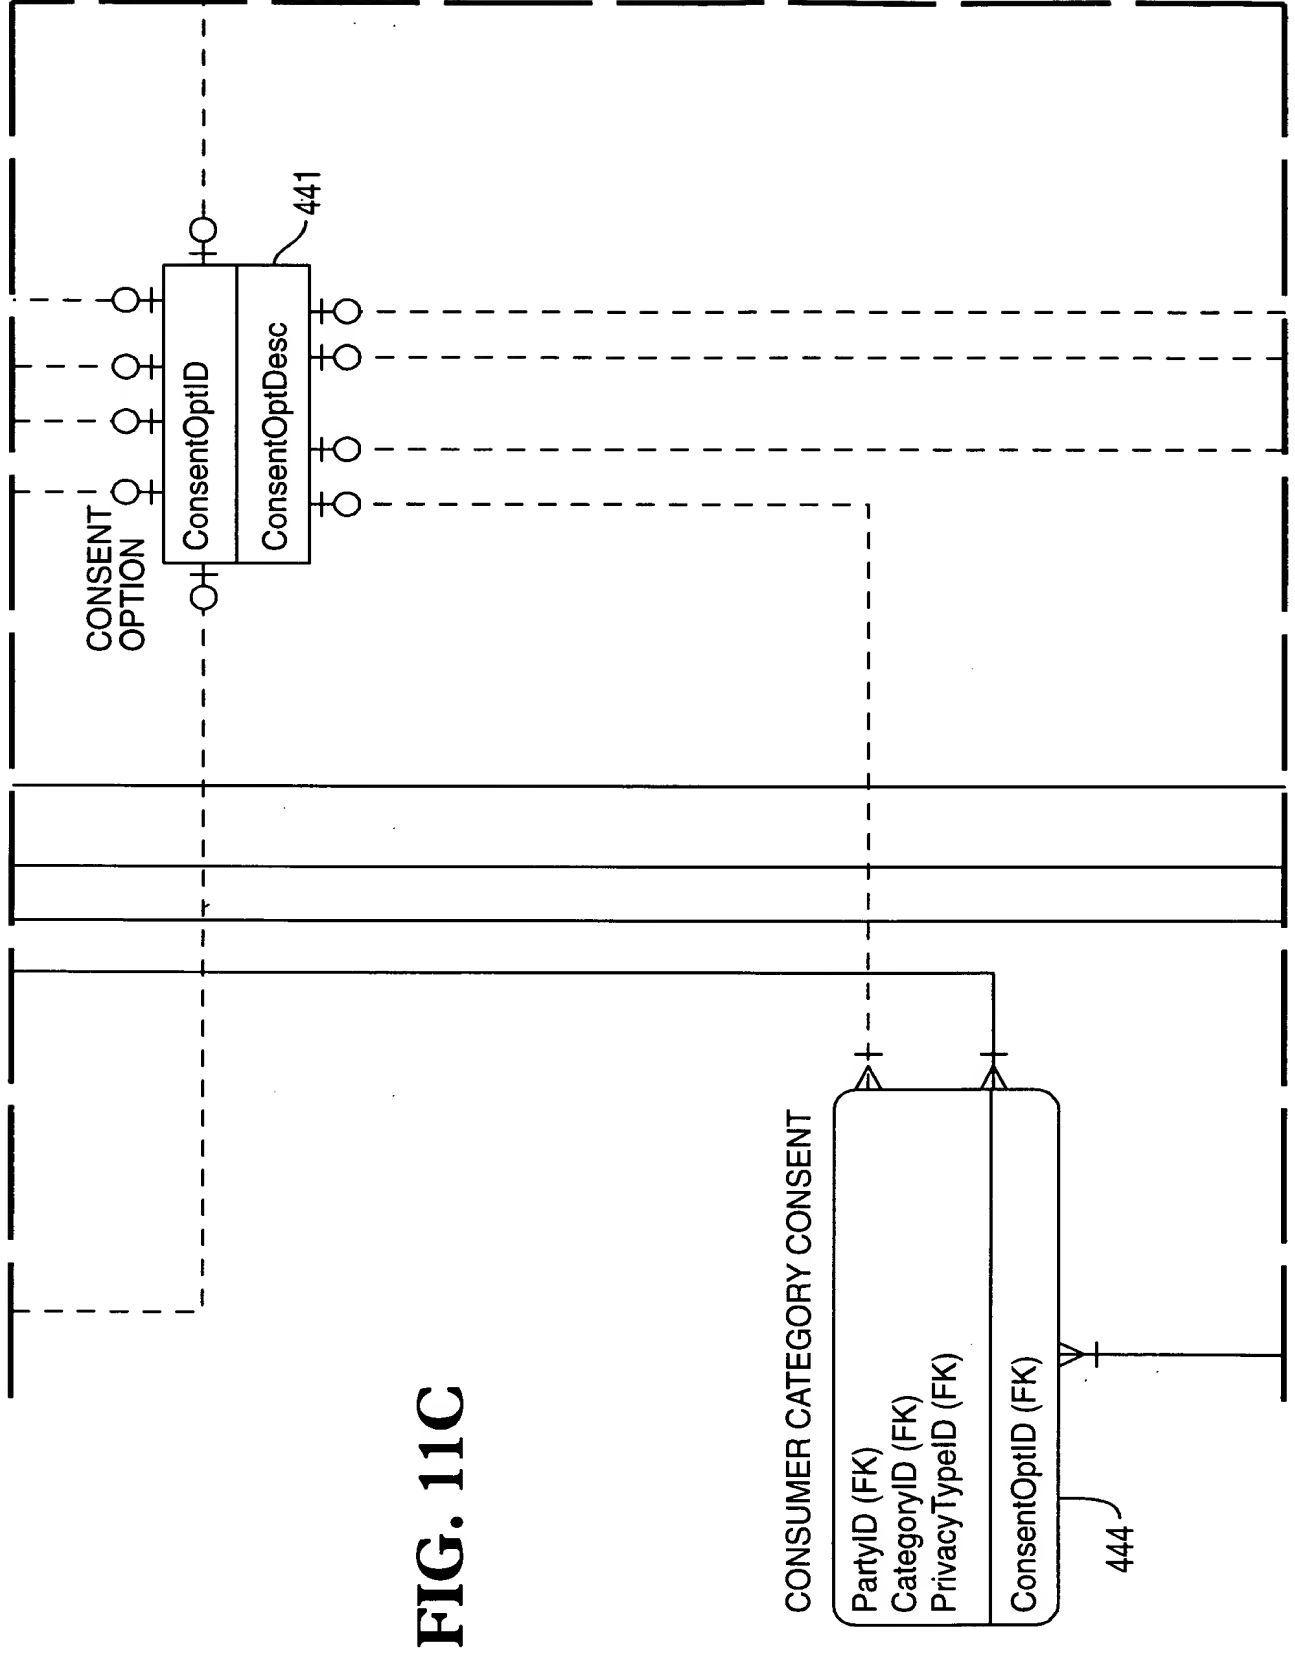 FIG. 11C
CONSENT
OPTION
ConsentOptID
ConsentOptDesc
441
CONSUMER CATEGORY CONSENT
PartyID (FK)
CategoryID (FK)
PrivacyTypeID (FK)
ConsentOptID (FK)
444